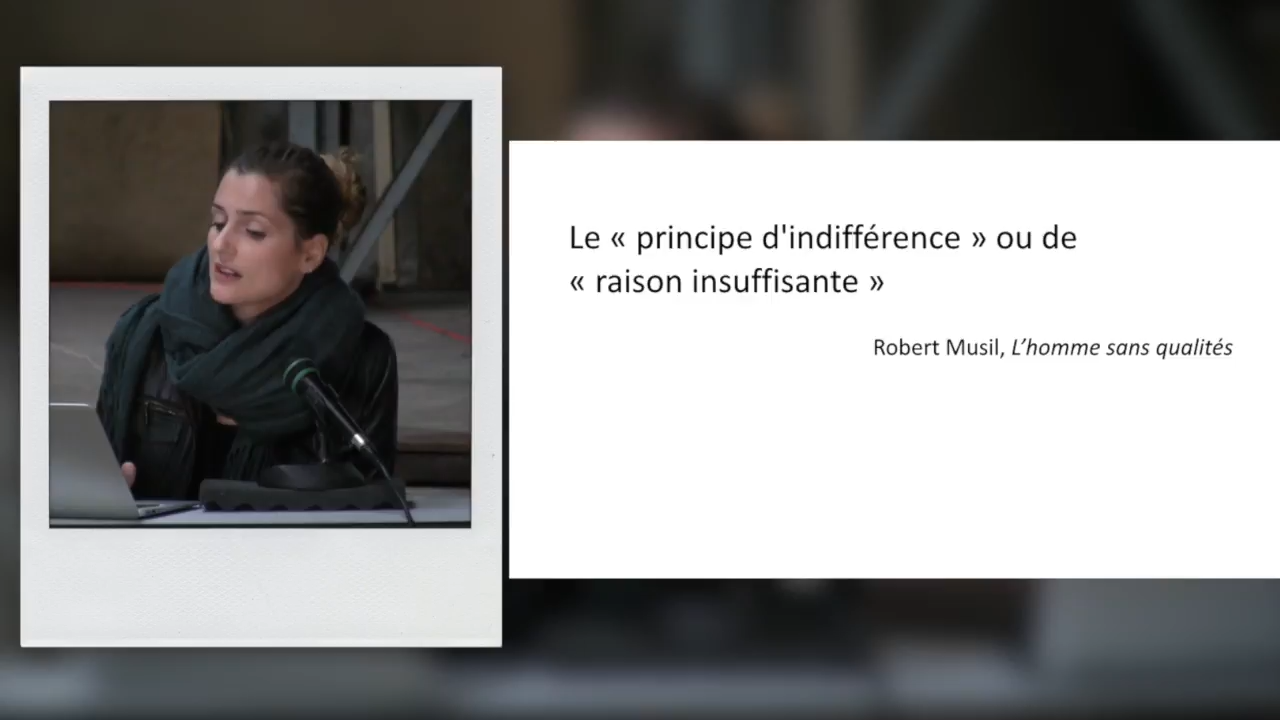 Le « principe d'indifférence » ou de
« raison insuffisante »
Robert Musil, L’homme sans qualités